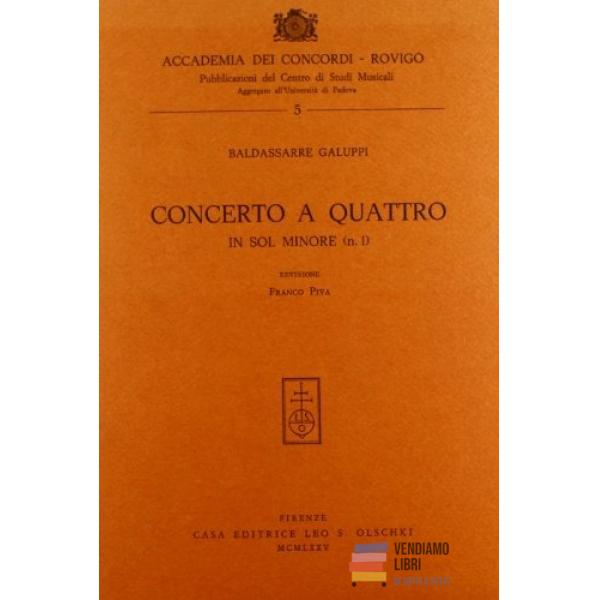 ACCADEMIA DEI CONCORDI - ROVIGO
Pubblicazioni del Centro di Studi Musicali
Aggregato all'Università di Padova
5
BALDASSARRE GALUPPI
CONCERTO A QUATTRO
IN SOL MINORE (n. 1)
REVISIONE
FRANCO PIVA
FIRENZE
CASA EDITRICE LEO S. OLSCHKI
MCMLXXV
VENDIAMO
LIBRI